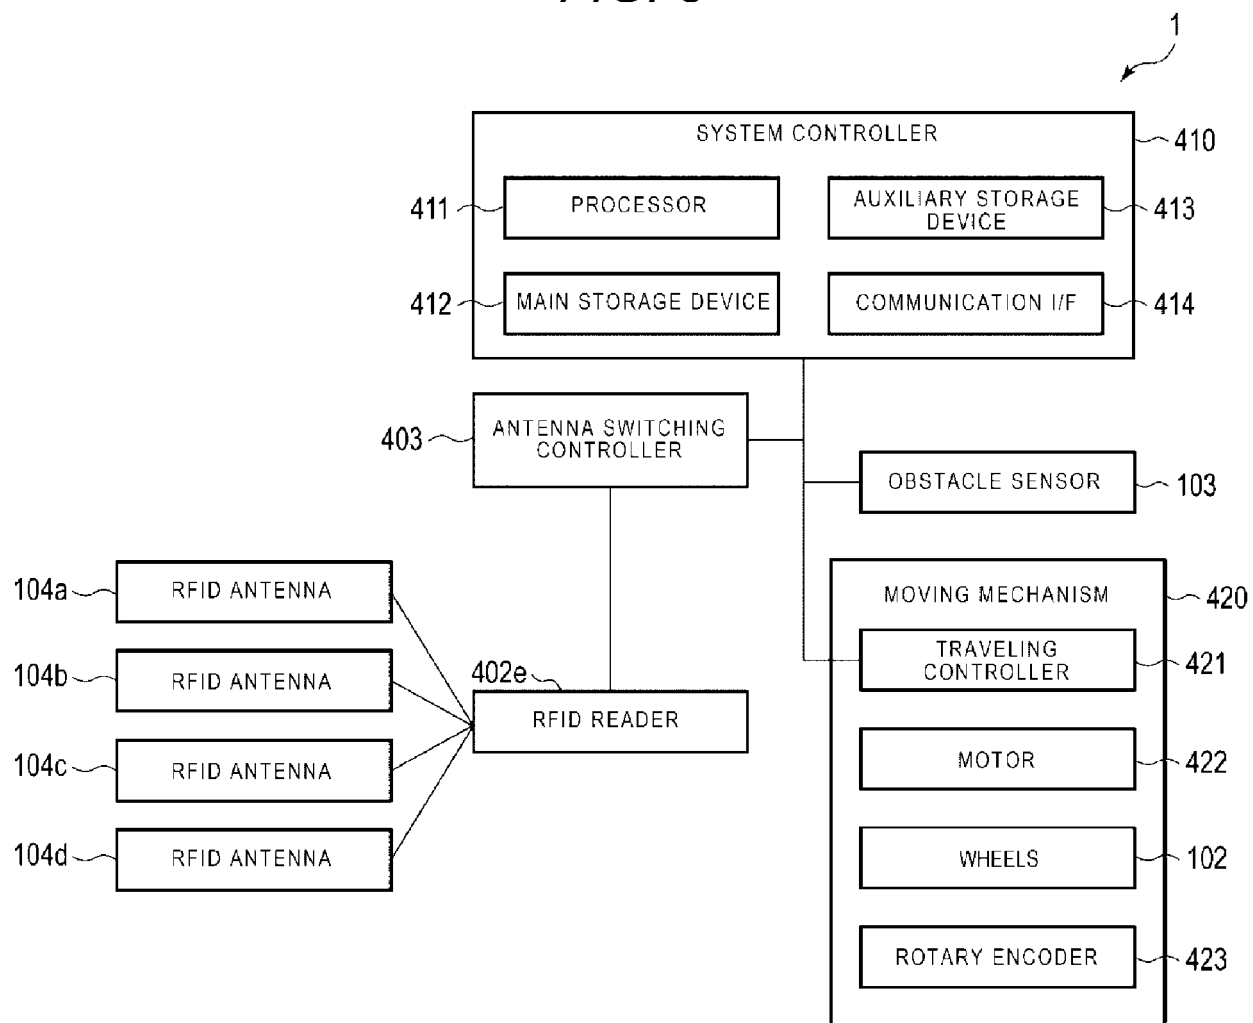 1
SYSTEM CONTROLLER
410
411
PROCESSOR
AUXILIARY STORAGE
DEVICE
413
412
MAIN STORAGE DEVICE
COMMUNICATION I/F
414
403
ANTENNA SWITCHING
CONTROLLER
OBSTACLE SENSOR
103
104a
RFID ANTENNA
104b
RFID ANTENNA
104c
RFID ANTENNA
104d
RFID ANTENNA
402e
RFID READER
MOVING MECHANISM
420
TRAVELING
CONTROLLER
421
MOTOR
422
WHEELS
102
ROTARY ENCODER
423